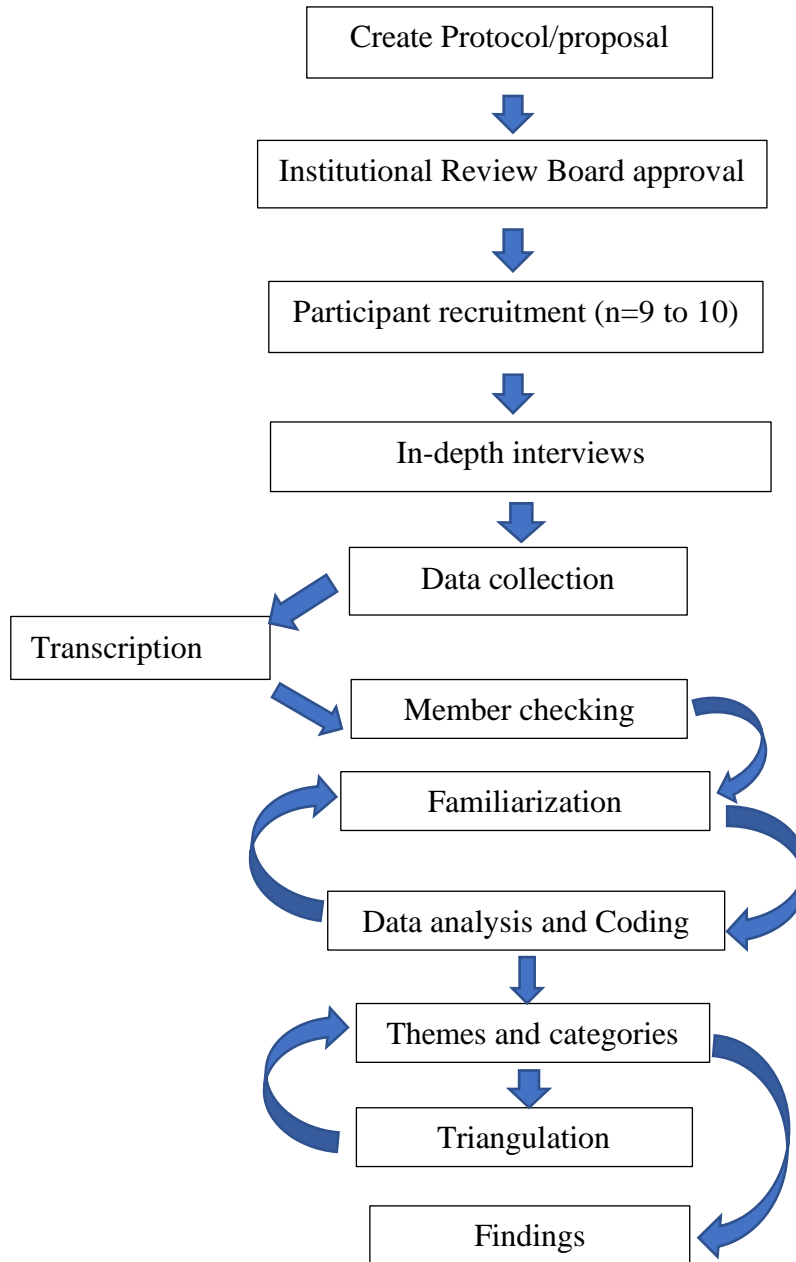 Create Protocol/proposal
Institutional Review Board approval
Participant recruitment (n=9 to 10)
In-depth interviews
Data collection
Transcription
Member checking
Familiarization
Data analysis and Coding
Themes and categories
Triangulation
Findings